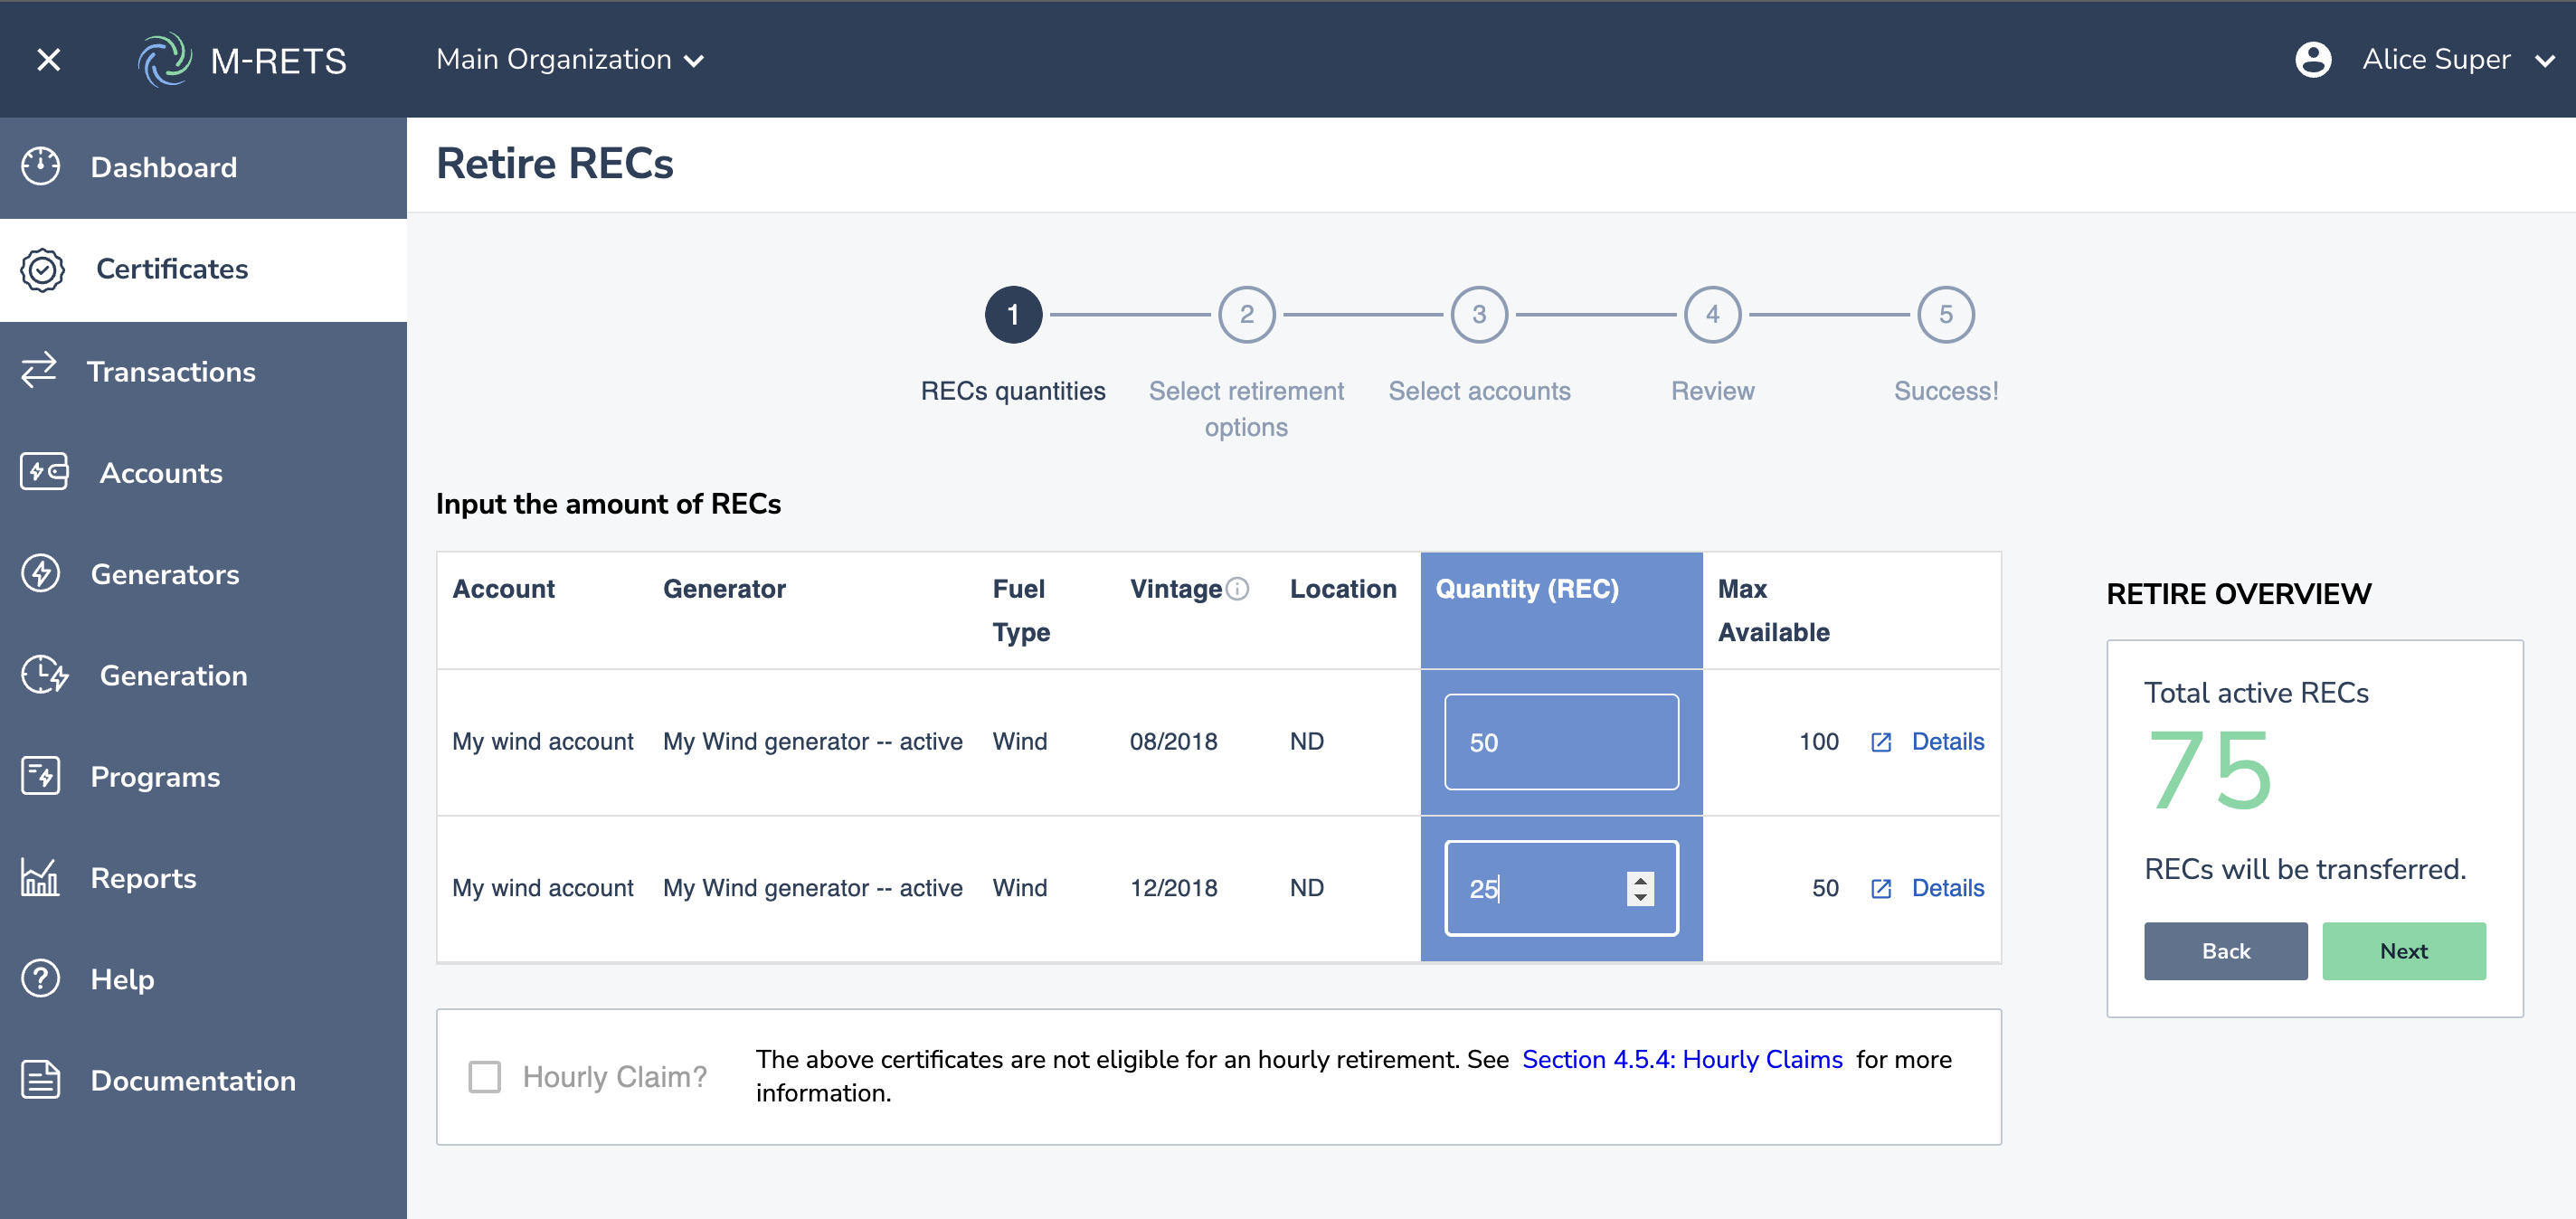 M-RETS
Main Organization
Alice Super
Dashboard
Certificates
Transactions
Accounts
Generators
Generation
Programs
Reports
Help
Documentation
Retire RECs
1 2 3 4 5
RECs quantities Select retirement options Select accounts Review Success!
Input the amount of RECs
Account Generator Fuel Type Vintage Location Quantity (REC) Max Available
My wind account My Wind generator -- active Wind 08/2018 ND 50 100 Details
My wind account My Wind generator -- active Wind 12/2018 ND 25 50 Details
Hourly Claim?
The above certificates are not eligible for an hourly retirement. See Section 4.5.4: Hourly Claims for more
information.
RETIRE OVERVIEW
Total active RECs
75
RECs will be transferred.
Back Next